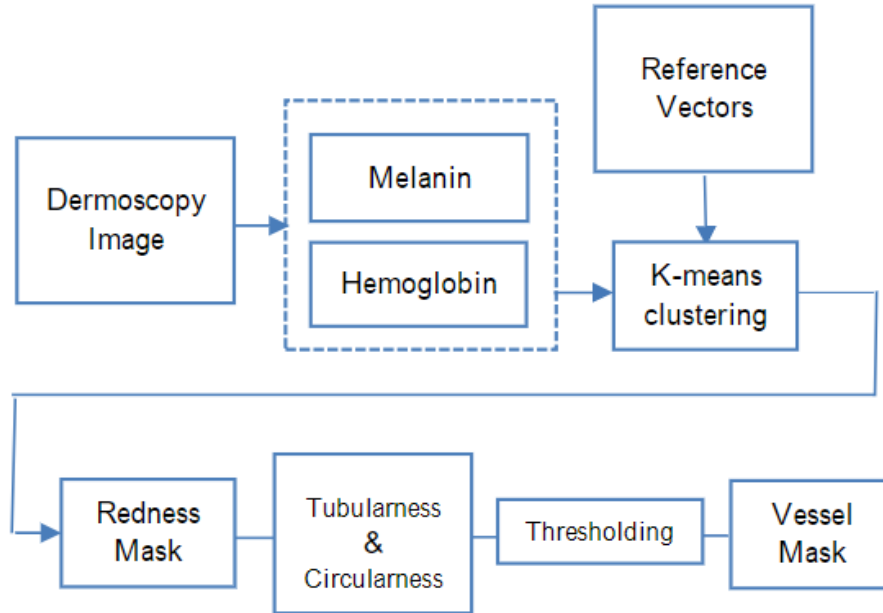 Dermoscopy
Image
Melanin
Hemoglobin
Reference
Vectors
K-means
clustering
Redness
Mask
Tubularness
&
Circularness
Thresholding
Vessel
Mask